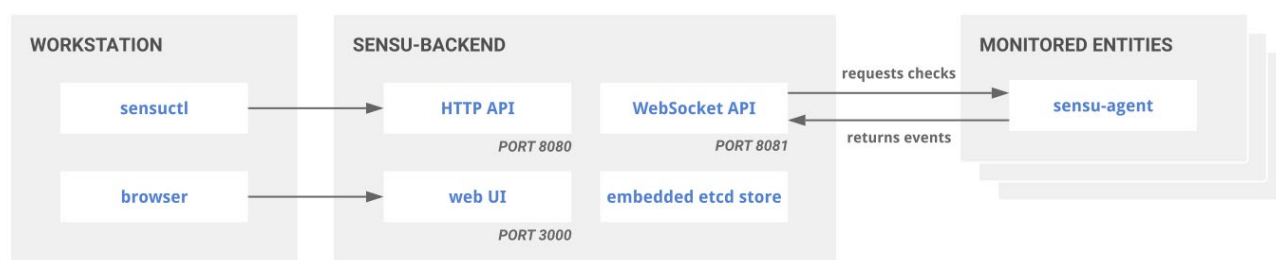 WORKSTATION
sensuctl
browser
SENSU-BACKEND
HTTP API
PORT 8080
web UI
PORT 3000
WebSocket API
PORT 8081
embedded etcd store
requests checks
returns events
MONITORED ENTITIES
sensu-agent